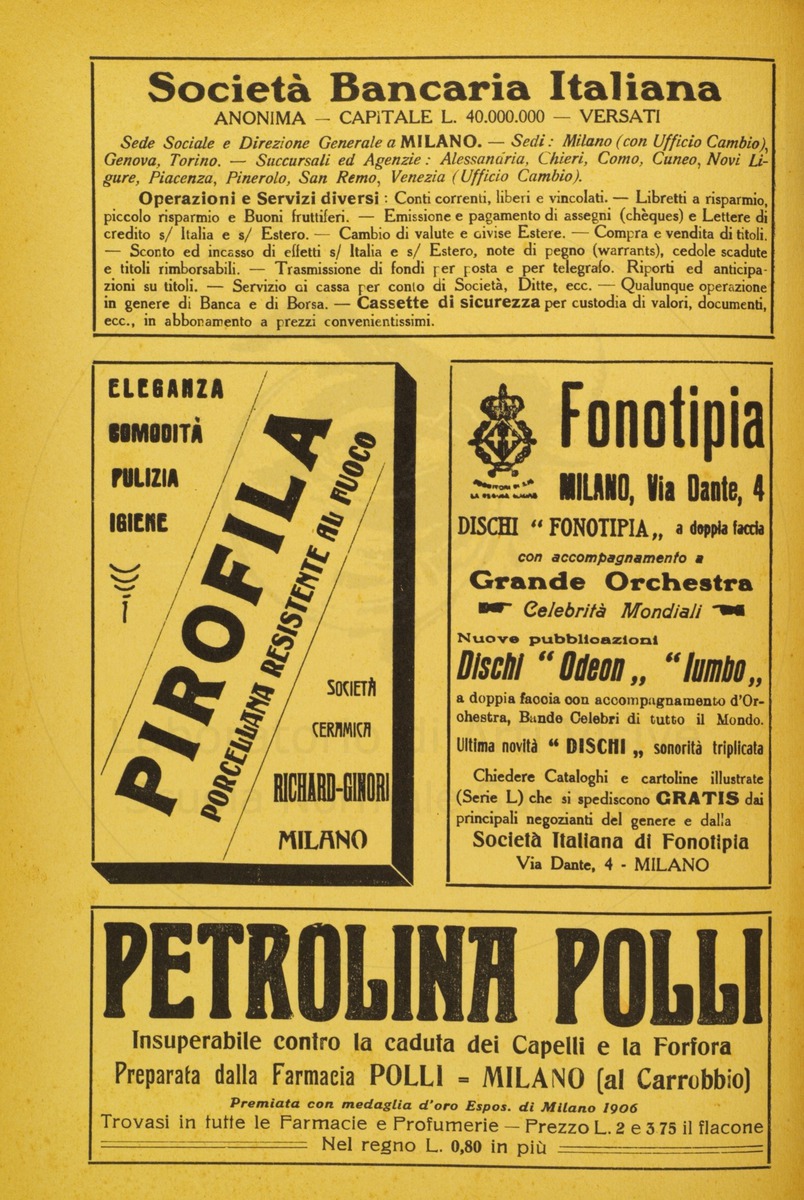 Società Bancaria Italiana
ANONIMA — CAPITALE L. 40.000.000 — VERSATI
Sede Sociale e Direzione Generale a MILANO. — Sedi: Milano (con Ufficio Cambio),
Genova, Torino. — Succursali ed Agenzie: Alessandria, Chieri, Como, Cuneo, Novi Li-
gure, Piacenza, Pinerolo, San Remo, Venezia (Ufficio Cambio).
Operazioni e Servizi diversi: Conti correnti, liberi e vincolati. — Libretti a risparmio,
piccolo risparmio e Buoni fruttiferi. — Emissione e pagamento di assegni (chèques) e Lettere di
credito s/ Italia e s/ Estero. — Cambio di valute e divise Estere. — Compra e vendita di titoli.
— Sconto ed incasso di effetti s/ Italia e s/ Estero, note di pegno (warrants), cedole scadute
e titoli rimborsabili. — Trasmissione di fondi per posta e per telegrafo. Riporti ed anticipa-
zioni su titoli. — Servizio di cassa per conto di Società, Ditte, ecc. — Qualunque operazione
in genere di Banca e di Borsa. — Cassette di sicurezza per custodia di valori, documenti,
ecc., in abbonamento a prezzi convenientissimi.
ELEGANZA
COMODITÀ
PULIZIA
IGIENE
PIROFILA
PORCELLANA RESISTENTE AL FUOCO
SOCIETÀ
CERAMICA
RICHARD-GINORI
MILANO
Fonotipia
MILANO, Via Dante, 4
DISCHI “ FONOTIPIA „ a doppia faccia
con accompagnamento a
Grande Orchestra
Celebrità Mondiali
Nuove pubblicazioni
Dischi “ Odeon „ “ Iumbo „
a doppia faccia con accompagnamento d'Or-
chestra, Bande Celebri di tutto il Mondo.
Ultima novità “ DISCHI „ sonorità triplicata
Chiedere Cataloghi e cartoline illustrate
(Serie L) che si spediscono GRATIS dai
principali negozianti del genere e dalla
Società Italiana di Fonotipia
Via Dante, 4 - MILANO
PETROLINA POLLI
Insuperabile contro la caduta dei Capelli e la Forfora
Preparata dalla Farmacia POLLI = MILANO (al Carrobbio)
Premiata con medaglia d'oro Espos. di Milano 1906
Trovasi in tutte le Farmacie e Profumerie — Prezzo L. 2 e 3 75 il flacone
Nel regno L. 0,80 in più